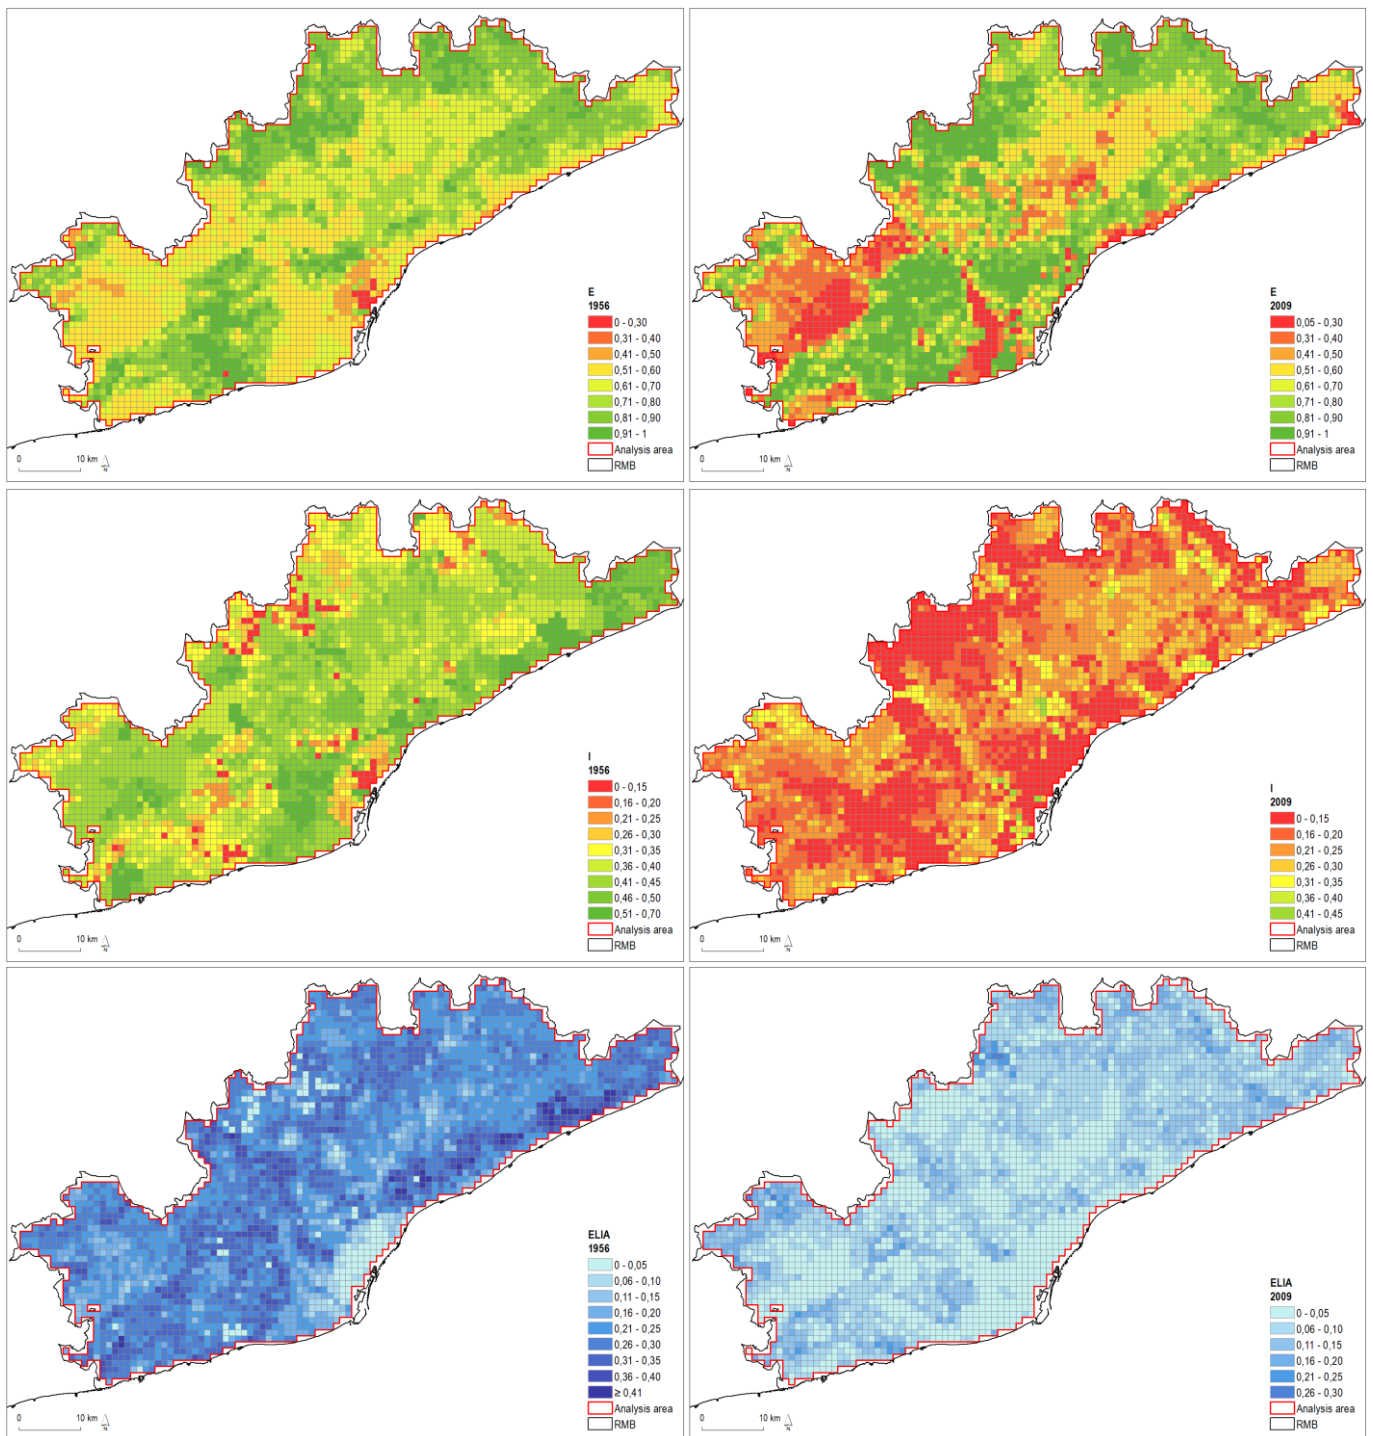 E
1956
0 - 0,30
0,31 - 0,40
0,41 - 0,50
0,51 - 0,60
0,61 - 0,70
0,71 - 0,80
0,81 - 0,90
0,91 - 1
Analysis area
RMB
0 10 km
N
E
2009
0,05 - 0,30
0,31 - 0,40
0,41 - 0,50
0,51 - 0,60
0,61 - 0,70
0,71 - 0,80
0,81 - 0,90
0,91 - 1
Analysis area
RMB
0 10 km
N
I
1956
0 - 0,15
0,16 - 0,20
0,21 - 0,25
0,26 - 0,30
0,31 - 0,35
0,36 - 0,40
0,41 - 0,45
0,46 - 0,50
0,51 - 0,70
Analysis area
RMB
0 10 km
N
I
2009
0 - 0,15
0,16 - 0,20
0,21 - 0,25
0,26 - 0,30
0,31 - 0,35
0,36 - 0,40
0,41 - 0,45
Analysis area
RMB
0 10 km
N
ELIA
1956
0 - 0,05
0,06 - 0,10
0,11 - 0,15
0,16 - 0,20
0,21 - 0,25
0,26 - 0,30
0,31 - 0,35
0,36 - 0,40
≥ 0,41
Analysis area
RMB
0 10 km
N
ELIA
2009
0 - 0,05
0,06 - 0,10
0,11 - 0,15
0,16 - 0,20
0,21 - 0,25
0,26 - 0,30
Analysis area
RMB
0 10 km
N